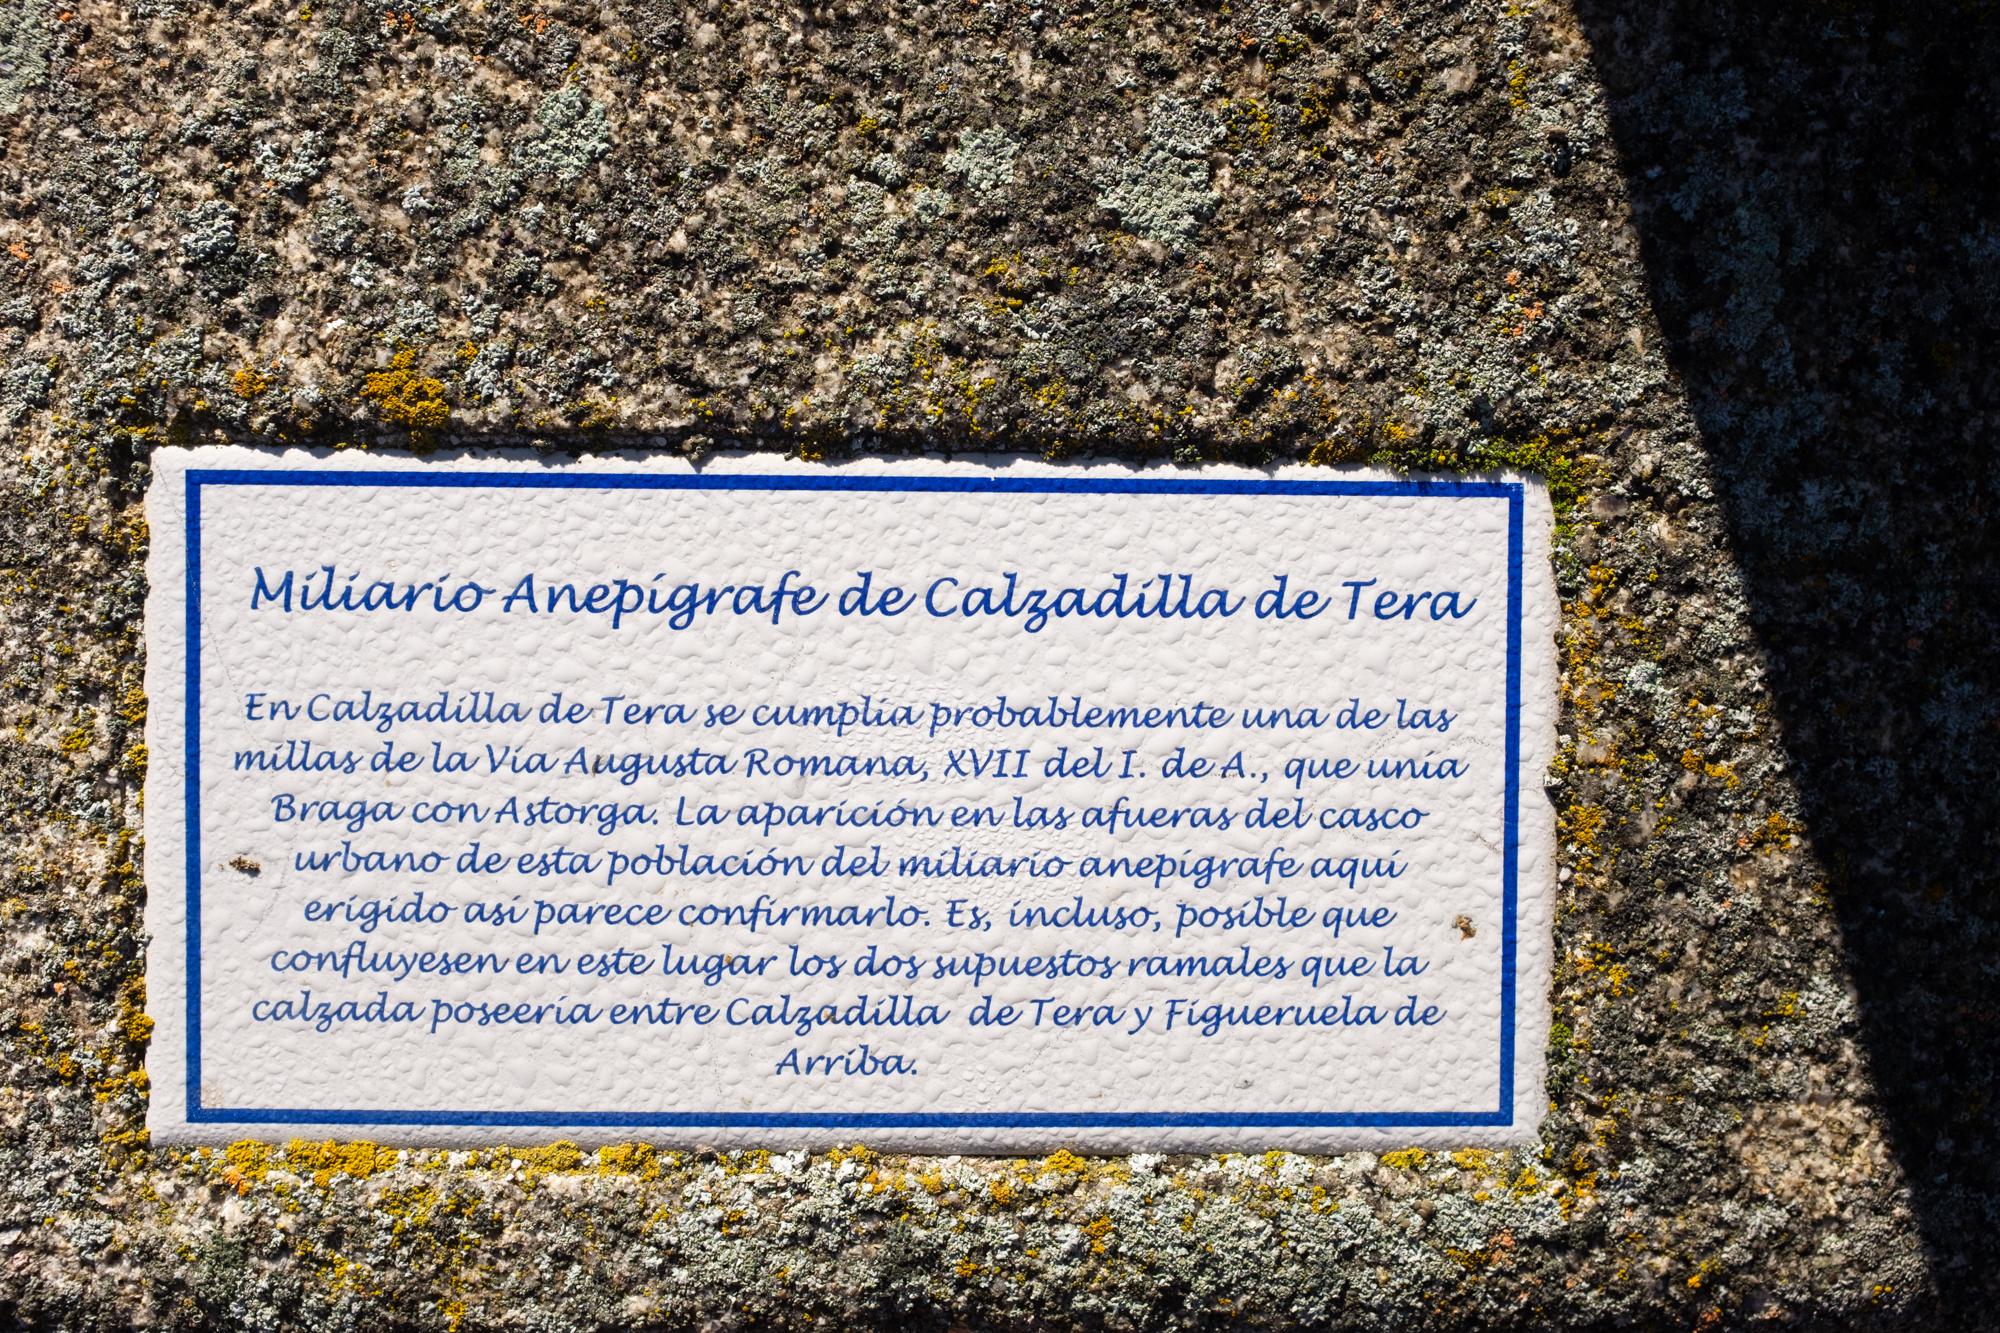 Miliario Anepígrafe de Calzadilla de Tera
En Calzadilla de Tera se cumplía probablemente una de las
millas de la Vía Augusta Romana, XVII del I. de A., que unía
Braga con Astorga. La aparición en las afueras del casco
urbano de esta población del miliario anepígrafe aquí
erigido así parece confirmarlo. Es, incluso, posible que
confluyesen en este lugar los dos supuestos ramales que la
calzada poseería entre Calzadilla de Tera y Figueruela de
Arriba.